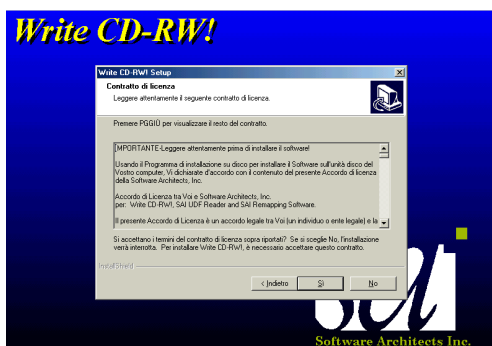 Write CD-RW!
Write CD-RW! Setup
Contratto di licenza
Leggere attentamente il seguente contratto di licenza.
Premere PGGIÙ per visualizzare il resto del contratto.
IMPORTANTE-Leggere attentamente prima di installare il software!
Usando il Programma di installazione su disco per installare il Software sull'unità disco del
Vostro computer, Vi dichiarate d'accordo con il contenuto del presente Accordo di licenza
della Software Architects, Inc.
Accordo di Licenza tra Voi e Software Architects, Inc.
per: Write CD-RW!, SAI UDF Reader and SAI Remapping Software.
Il presente Accordo di Licenza è un accordo legale tra Voi (un individuo o ente legale) e la
Si accettano i termini del contratto di licenza sopra riportati? Se si sceglie No, l'installazione
verrà interrotta. Per installare Write CD-RW!, è necessario accettare questo contratto.
InstallShield
< Indietro Sì No
sai
Software Architects Inc.